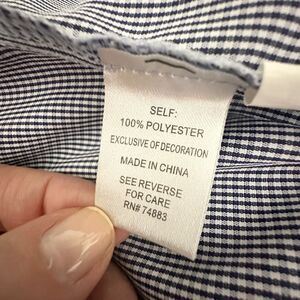 SELF:
100% POLYESTER
EXCLUSIVE OF DECORATION
MADE IN CHINA
SEE REVERSE
FOR CARE
RN# 74883